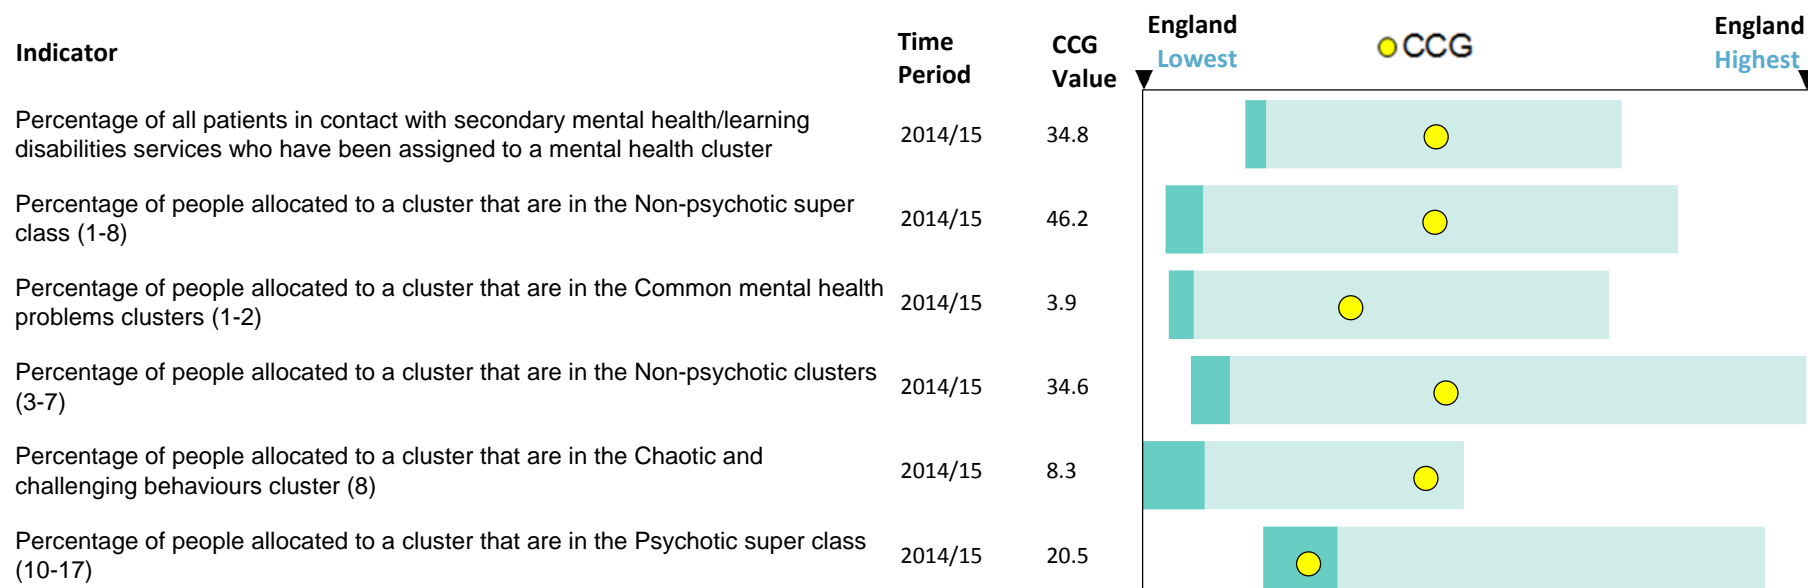 Indicator
Time Period
CCG Value
England Lowest
CCG
England Highest
Percentage of all patients in contact with secondary mental health/learning
disabilities services who have been assigned to a mental health cluster
2014/15
34.8
Percentage of people allocated to a cluster that are in the Non-psychotic super
class (1-8)
2014/15
46.2
Percentage of people allocated to a cluster that are in the Common mental health
problems clusters (1-2)
2014/15
3.9
Percentage of people allocated to a cluster that are in the Non-psychotic clusters
(3-7)
2014/15
34.6
Percentage of people allocated to a cluster that are in the Chaotic and
challenging behaviours cluster (8)
2014/15
8.3
Percentage of people allocated to a cluster that are in the Psychotic super class
(10-17)
2014/15
20.5